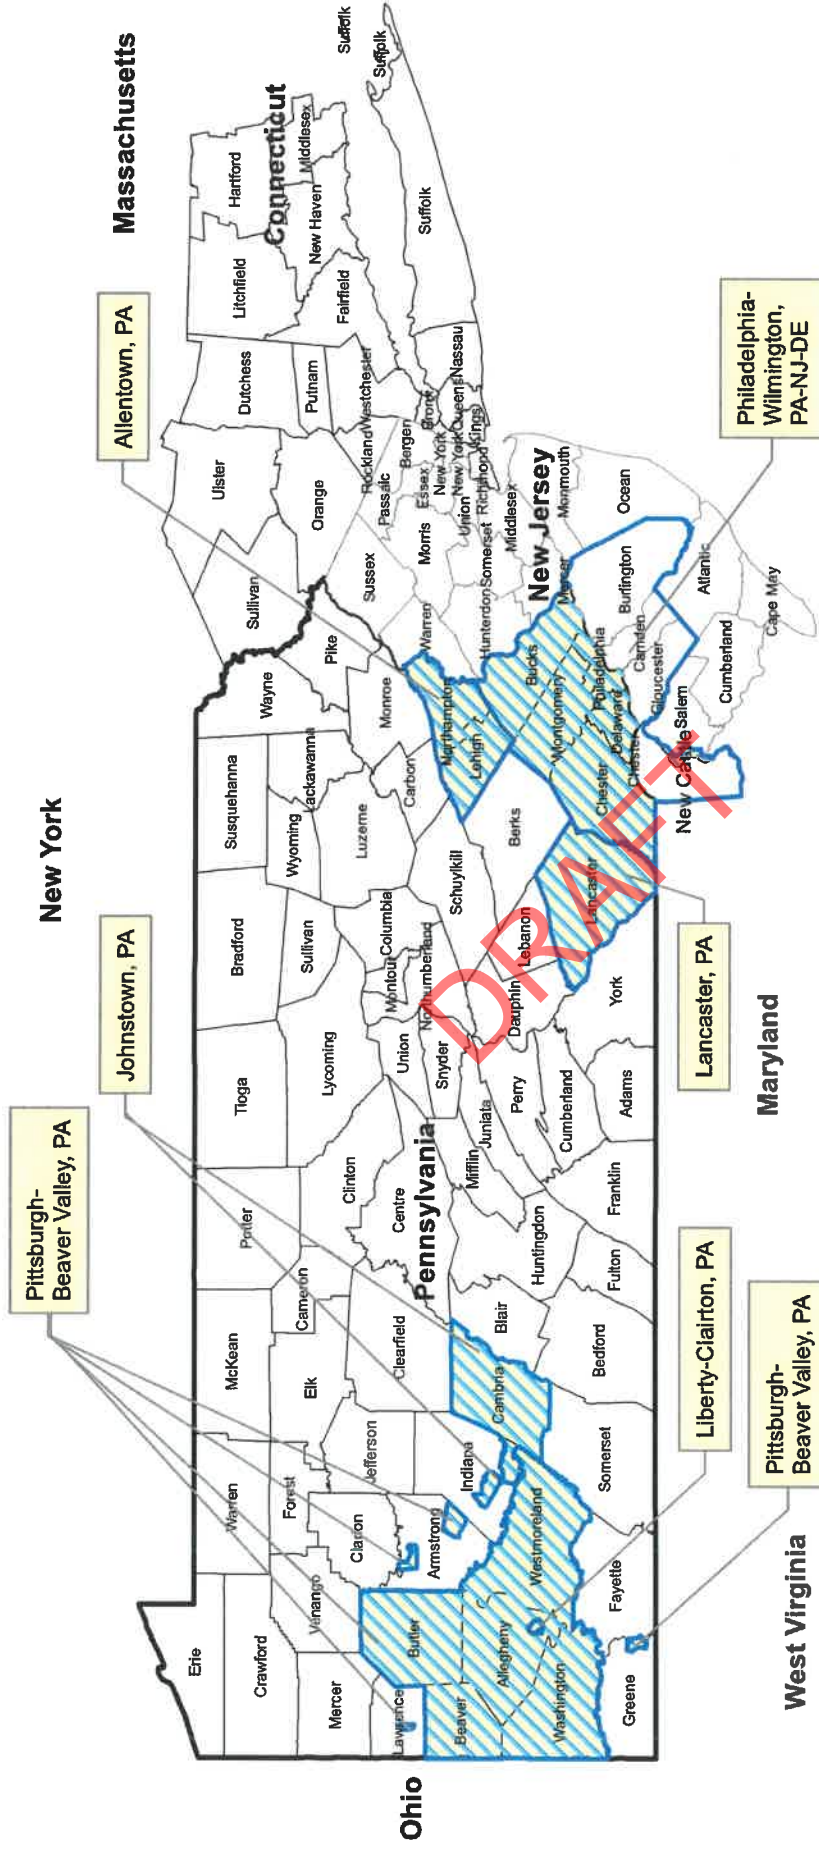 Massachusetts
Connecticut
New York
Ohio
Pennsylvania
New Jersey
West Virginia
Maryland
Pittsburgh-
Beaver Valley, PA
Johnstown, PA
Allentown, PA
Philadelphia-
Wilmington,
PA-NJ-DE
Lancaster, PA
Liberty-Clairton, PA
Pittsburgh-
Beaver Valley, PA
DRAFT
Erie
Crawford
Warren
McKean
Potter
Tioga
Bradford
Susquehanna
Wayne
Mercer
Venango
Forest
Elk
Cameron
Clinton
Lycoming
Sullivan
Wyoming
Lackawanna
Pike
Lawrence
Butler
Clarion
Jefferson
Clearfield
Centre
Union
Montour
Columbia
Luzerne
Monroe
Carbon
Beaver
Allegheny
Armstrong
Indiana
Cambria
Blair
Huntingdon
Mifflin
Juniata
Snyder
Northumberland
Schuylkill
Lehigh
Northampton
Washington
Westmoreland
Somerset
Bedford
Fulton
Franklin
Perry
Cumberland
Dauphin
Lebanon
Berks
Bucks
Montgomery
Greene
Fayette
Adams
York
Lancaster
Chester
Delaware
Philadelphia
Chester
New Castle
Sullivan
Ulster
Dutchess
Orange
Putnam
Rockland
Westchester
Litchfield
Hartford
Middlesex
New Haven
Fairfield
Suffolk
Suffolk
Suffolk
Nassau
Queens
Kings
Bronx
New York
New York
Richmond
Sussex
Passaic
Bergen
Essex
Morris
Union
Warren
Hunterdon
Somerset
Middlesex
Monmouth
Mercer
Ocean
Burlington
Camden
Gloucester
Salem
Atlantic
Cumberland
Cape May